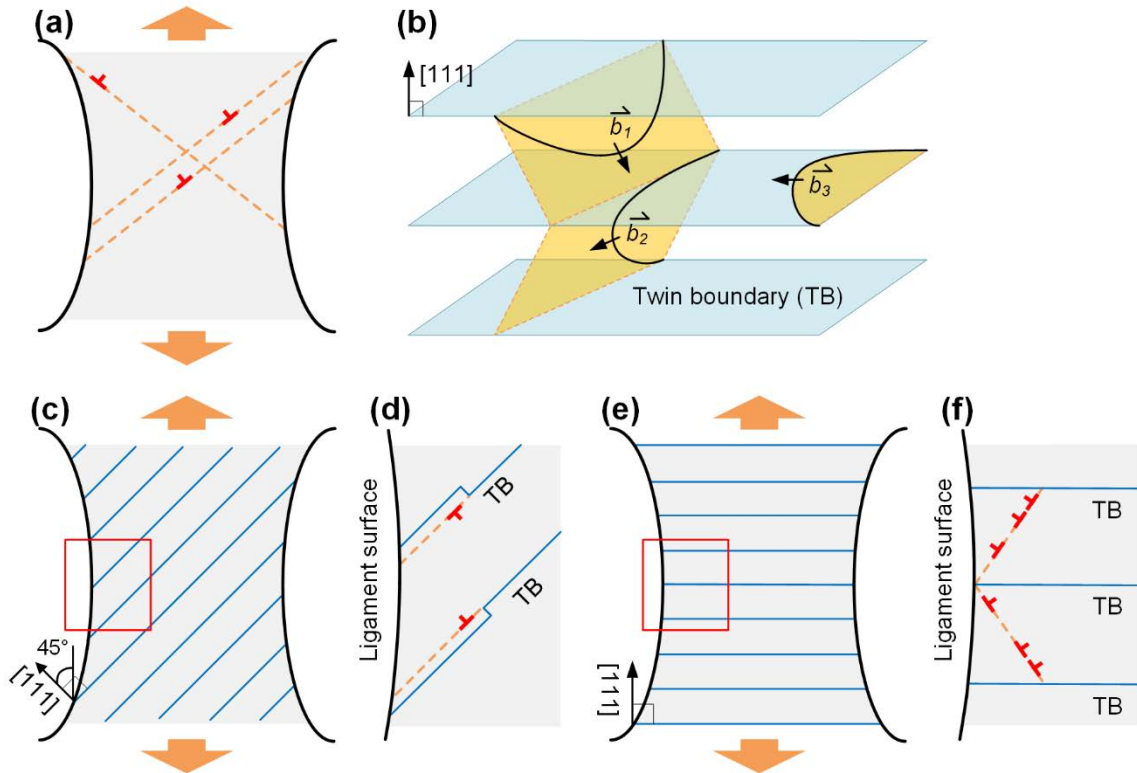 (a)
(b)
[111]
b₁
b₂
b₃
Twin boundary (TB)
(c)
45°
[111]
(d)
Ligament surface
TB
TB
(e)
[111]
(f)
Ligament surface
TB
TB
TB